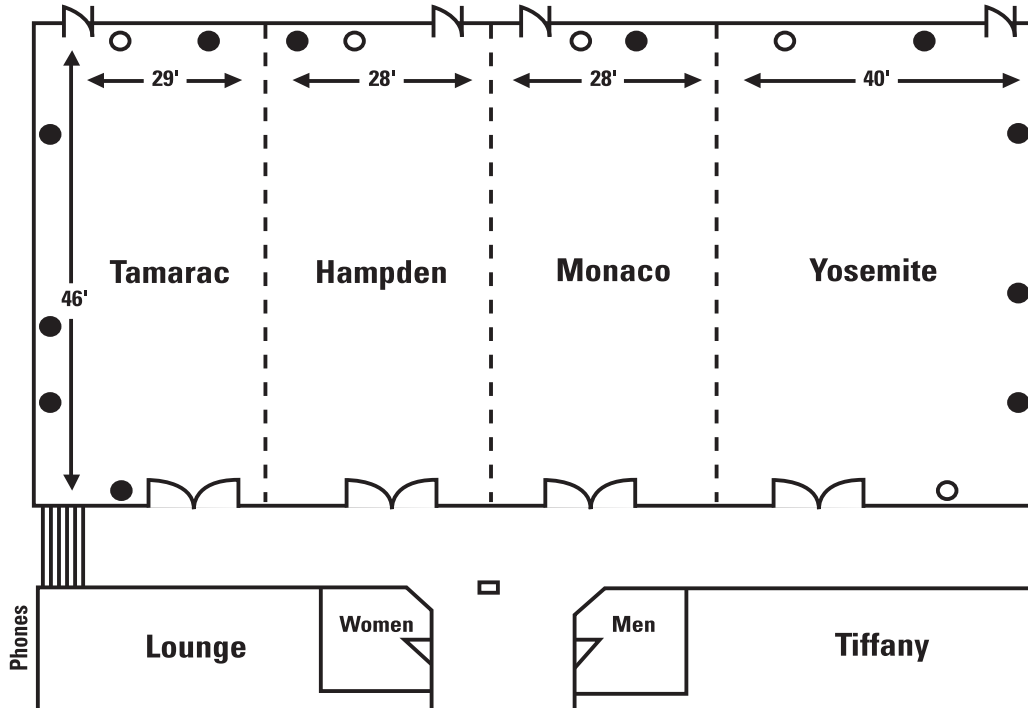 29'
28'
28'
40'
Tamarac
Hampden
Monaco
Yosemite
46'
Phones
Lounge
Women
Men
Tiffany